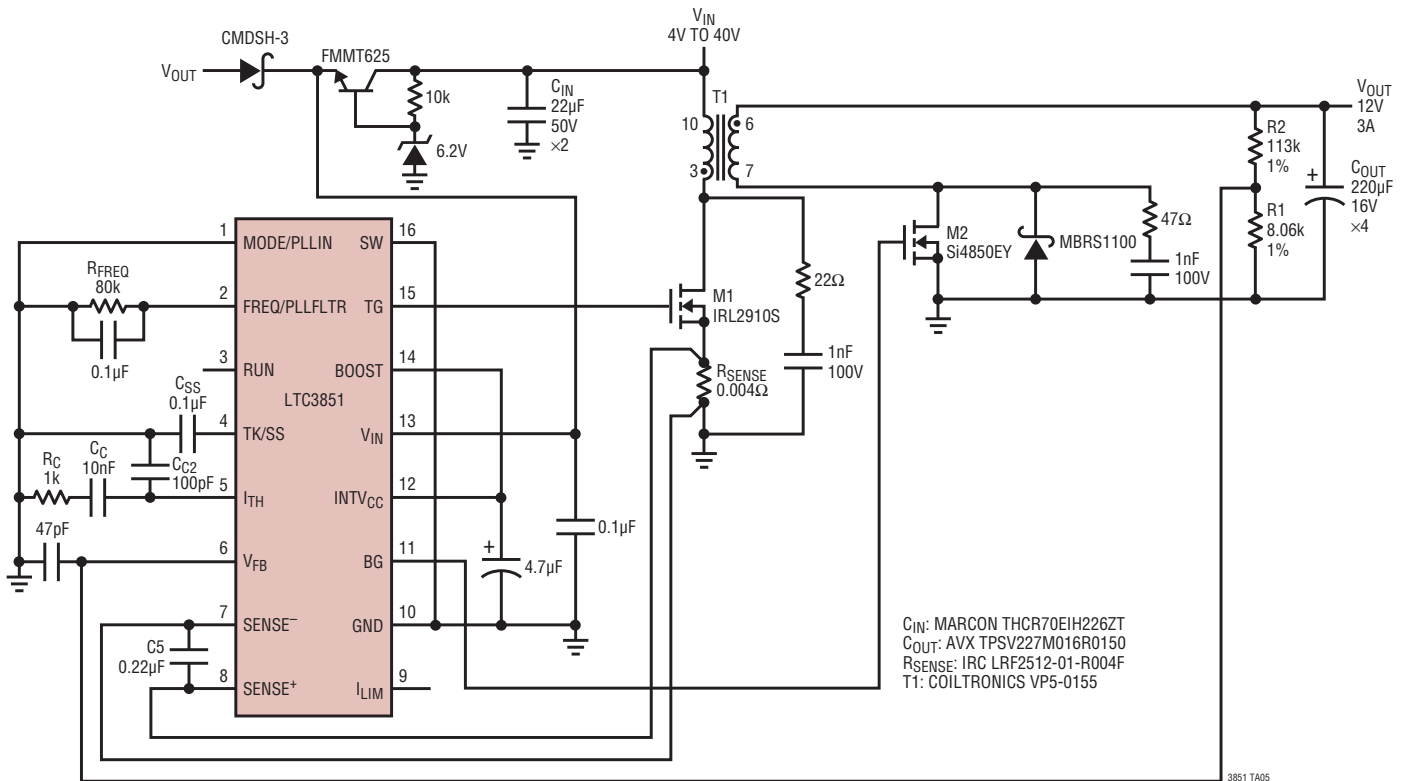 V_IN
4V TO 40V
CMDSH-3
FMMT625
V_OUT
10k
6.2V
C_IN
22µF
50V
×2
T1
10
6
3
7
V_OUT
12V
3A
R2
113k
1%
R1
8.06k
1%
+
C_OUT
220µF
16V
×4
47Ω
1nF
100V
M2
Si4850EY
MBRS1100
M1
IRL2910S
22Ω
1nF
100V
R_SENSE
0.004Ω
R_FREQ
80k
0.1µF
C_SS
0.1µF
R_C
1k
C_C
10nF
C_C2
100pF
47pF
C5
0.22µF
LTC3851
1
MODE/PLLIN
2
FREQ/PLLFLTR
3
RUN
4
TK/SS
5
I_TH
6
V_FB
7
SENSE⁻
8
SENSE⁺
16
SW
15
TG
14
BOOST
13
V_IN
12
INTV_CC
11
BG
10
GND
9
I_LIM
+
4.7µF
0.1µF
C_IN: MARCON THCR70EIH226ZT
C_OUT: AVX TPSV227M016R0150
R_SENSE: IRC LRF2512-01-R004F
T1: COILTRONICS VP5-0155
3851 TA05